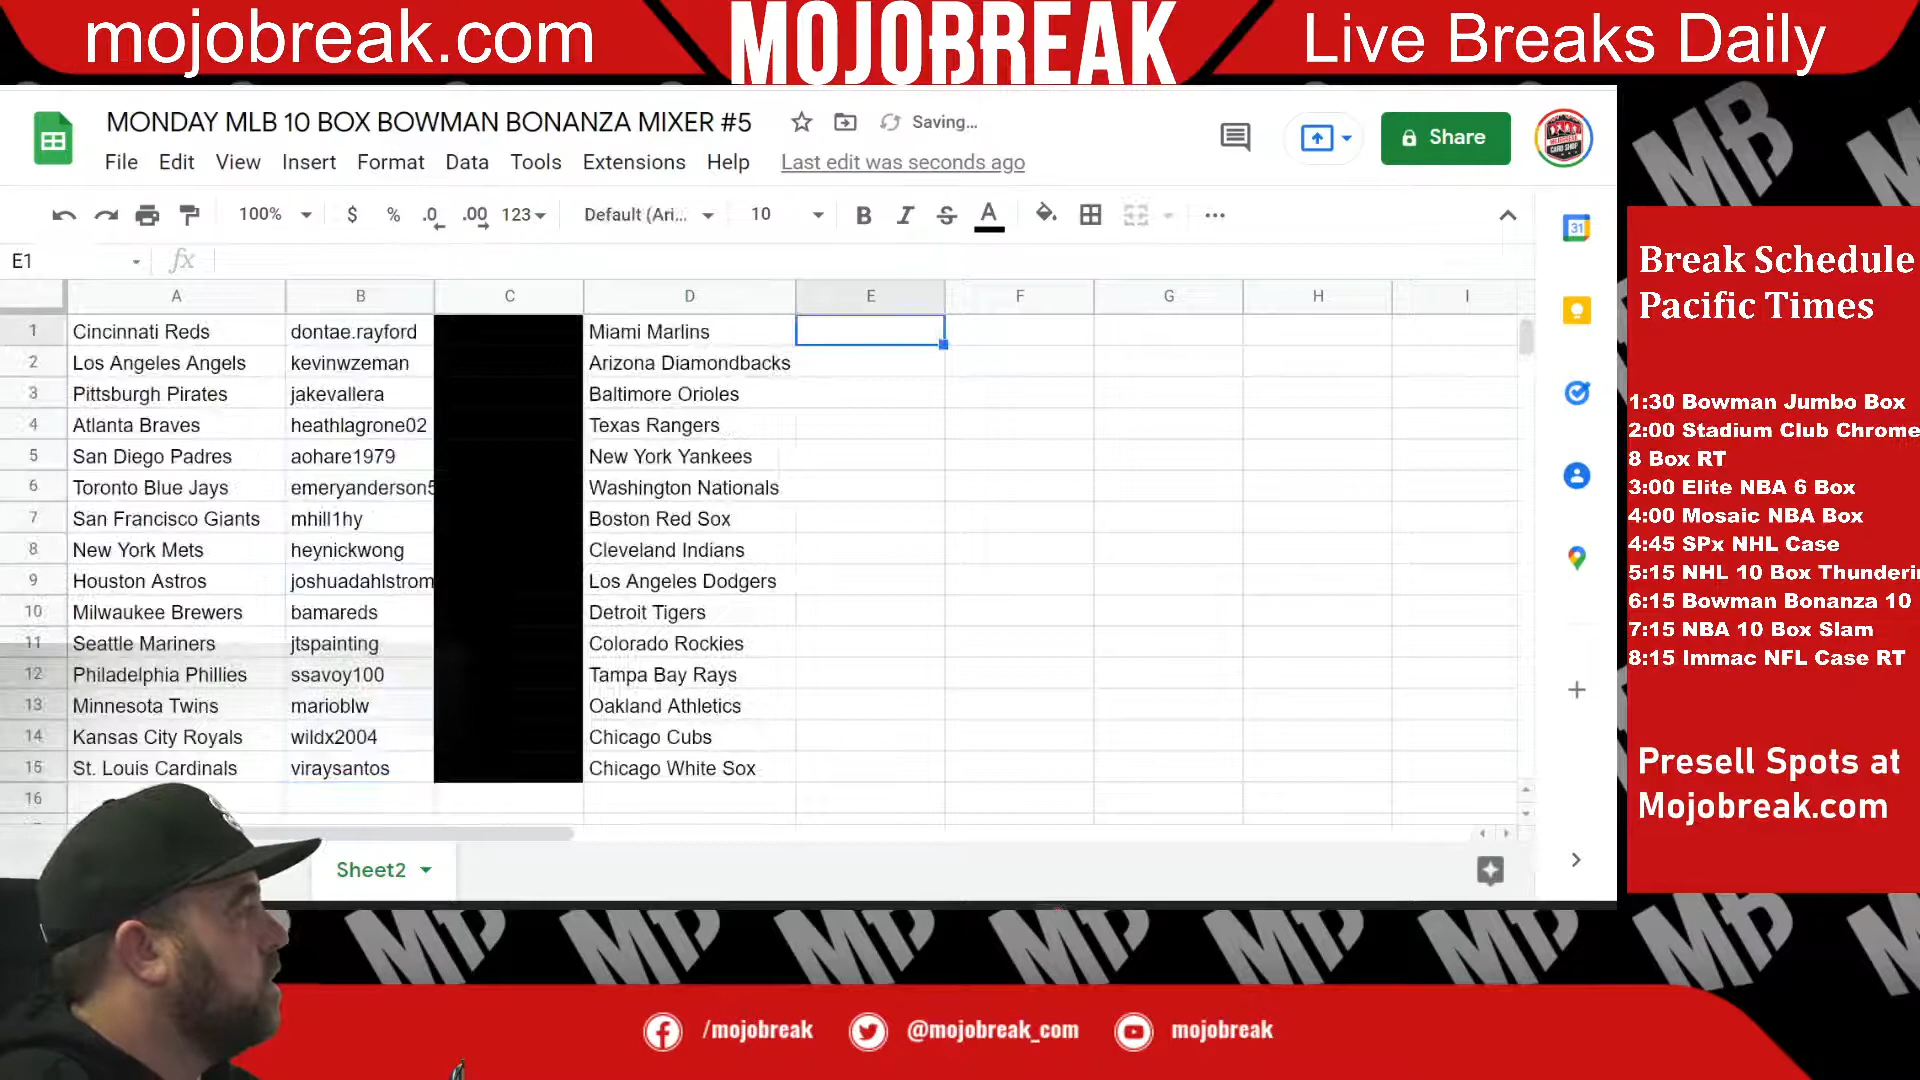 mojobreak.com
MOJOBREAK
Live Breaks Daily
MONDAY MLB 10 BOX BOWMAN BONANZA MIXER #5
Saving...
Share
File Edit View Insert Format Data Tools Extensions Help
Last edit was seconds ago
100% $ % .0 .00 123 Default (Ari... 10 B I S A ...
E1 fx
A B C D E F G H I
1 Cincinnati Reds dontae.rayford Miami Marlins
2 Los Angeles Angels kevinwzeman Arizona Diamondbacks
3 Pittsburgh Pirates jakevallera Baltimore Orioles
4 Atlanta Braves heathlagrone02 Texas Rangers
5 San Diego Padres aohare1979 New York Yankees
6 Toronto Blue Jays emeryanderson5 Washington Nationals
7 San Francisco Giants mhill1hy Boston Red Sox
8 New York Mets heynickwong Cleveland Indians
9 Houston Astros joshuadahlstrom Los Angeles Dodgers
10 Milwaukee Brewers bamareds Detroit Tigers
11 Seattle Mariners jtspainting Colorado Rockies
12 Philadelphia Phillies ssavoy100 Tampa Bay Rays
13 Minnesota Twins marioblw Oakland Athletics
14 Kansas City Royals wildx2004 Chicago Cubs
15 St. Louis Cardinals viraysantos Chicago White Sox
16
Sheet2
31
Break Schedule
Pacific Times
1:30 Bowman Jumbo Box
2:00 Stadium Club Chrome
8 Box RT
3:00 Elite NBA 6 Box
4:00 Mosaic NBA Box
4:45 SPx NHL Case
5:15 NHL 10 Box Thunderin
6:15 Bowman Bonanza 10
7:15 NBA 10 Box Slam
8:15 Immac NFL Case RT
Presell Spots at
Mojobreak.com
/mojobreak
@mojobreak_com
mojobreak